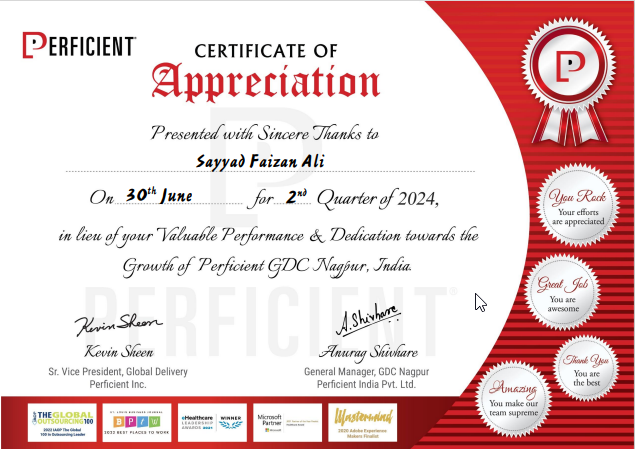 PERFICIENT
CERTIFICATE OF
Appreciation
Presented with Sincere Thanks to
Sayyad Faizan Ali
On 30th June for 2nd Quarter of 2024,
in lieu of your Valuable Performance & Dedication towards the
Growth of Perficient GDC Nagpur, India.
PERFICIENT
Kevin Sheen
Kevin Sheen
Sr. Vice President, Global Delivery
Perficient Inc.
A.Shivhare
Anurag Shivhare
General Manager, GDC Nagpur
Perficient India Pvt. Ltd.
You Rock
Your efforts
are appreciated
Great Job
You are
awesome
Thank You
You are
the best
Amazing
You make our
team supreme
THE GLOBAL
OUTSOURCING 100
2022 IAOP The Global
100 in Outsourcing Leader
ST. LOUIS BUSINESS JOURNAL
BPTW
2022 BEST PLACES TO WORK
eHealthcare
LEADERSHIP
AWARDS
WINNER
Microsoft
Partner
Microsoft
Mastermind
2020 Adobe Experience
Makers Finalist